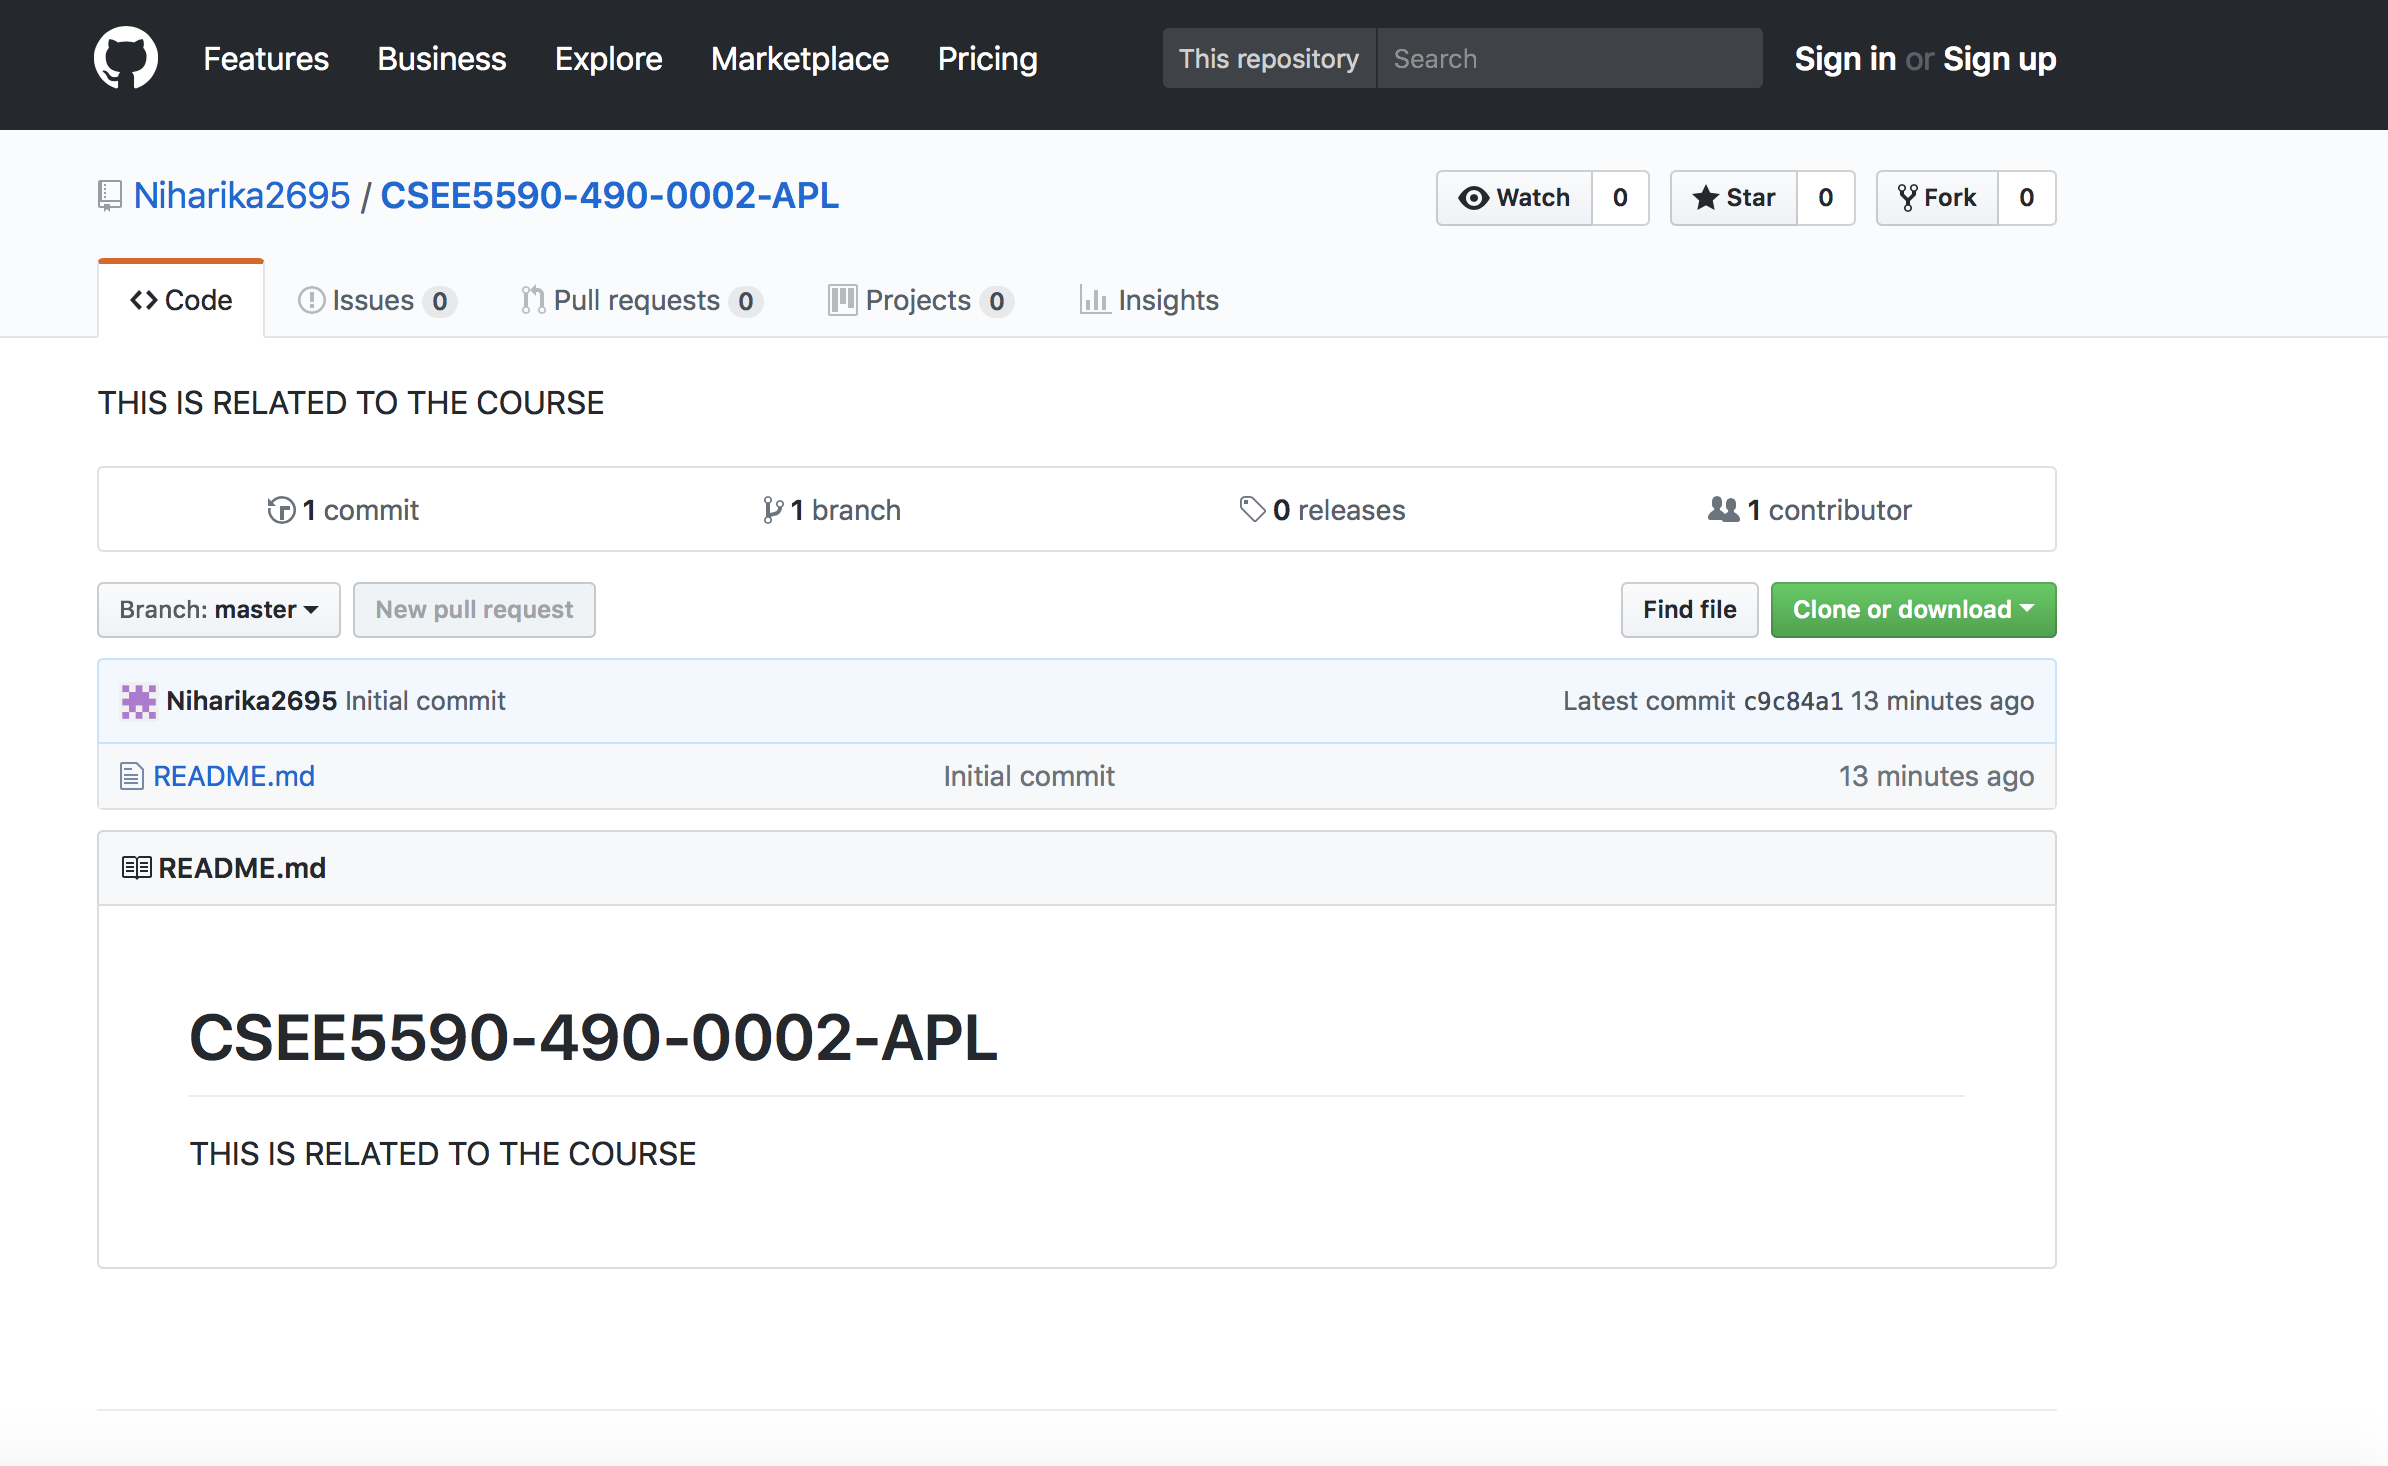 Features Business Explore Marketplace Pricing This repository Search Sign in or Sign up
Niharika2695 / CSEE5590-490-0002-APL Watch 0 Star 0 Fork 0
Code Issues 0 Pull requests 0 Projects 0 Insights
THIS IS RELATED TO THE COURSE
1 commit 1 branch 0 releases 1 contributor
Branch: master New pull request Find file Clone or download
Niharika2695 Initial commit Latest commit c9c84a1 13 minutes ago
README.md Initial commit 13 minutes ago
README.md
CSEE5590-490-0002-APL
THIS IS RELATED TO THE COURSE